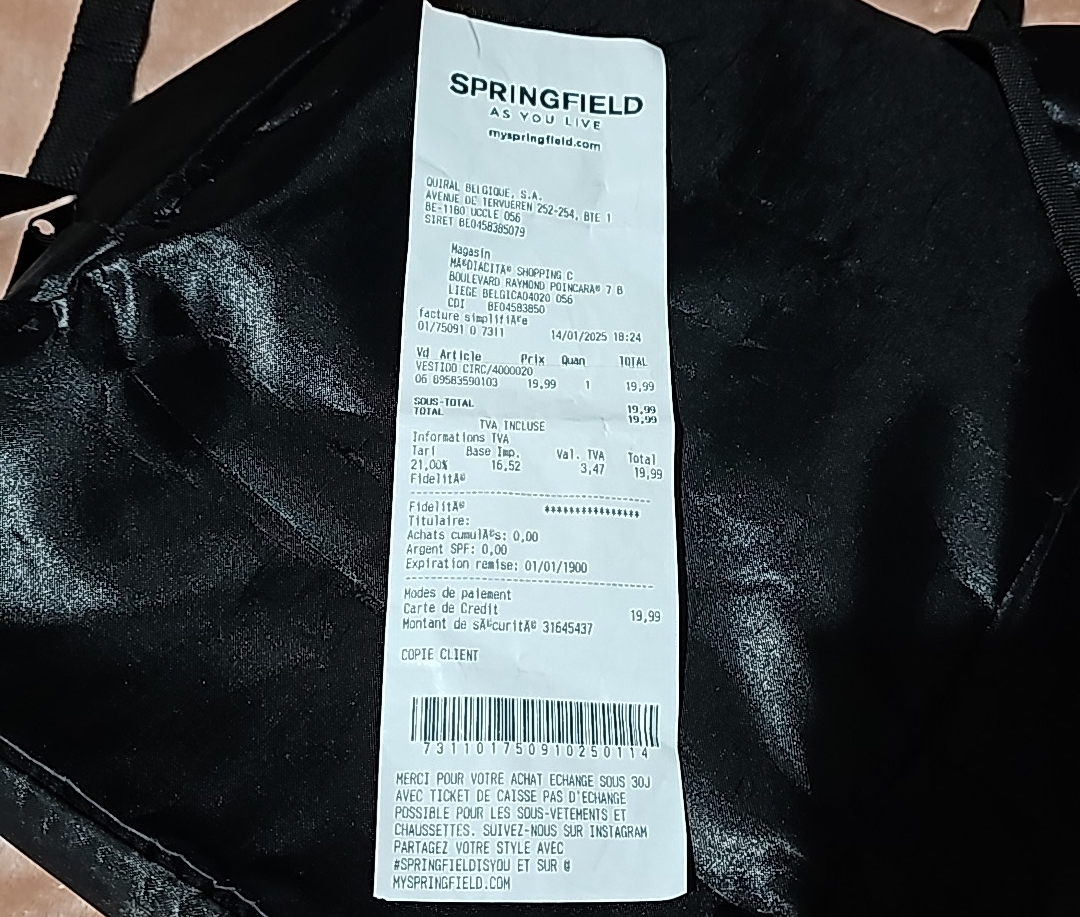 SPRINGFIELD
AS YOU LIVE
myspringfield.com
QUIRAL BELGIQUE, S.A.
AVENUE DE TERVUEREN 252-254, BTE 1
BE-1180 UCCLE 056
SIRET BE0458385079
Magasin
MéDIACITé SHOPPING C
BOULEVARD RAYMOND POINCARé 7 B
LIEGE BELGICA04020 056
CDI BE04583850
facture simplifiÃ©e
01/75091 0 7311 14/01/2025 18:24
Vd Article Prix Quan TOTAL
VESTIDO CIRC/4000020
06 89583590103 19,99 1 19,99
SOUS-TOTAL 19,99
TOTAL 19,99
TVA INCLUSE
Informations TVA
Tari Base Imp. Val. TVA Total
21,00% 16,52 3,47 19,99
FidelitÃ©
FidelitÃ© ****************
Titulaire:
Achats cumulÃ©s: 0,00
Argent SPF: 0,00
Expiration remise: 01/01/1900
Modes de paiement
Carte de Credit 19,99
Montant de sÃ©curitÃ© 31645437
COPIE CLIENT
731101750910250114
MERCI POUR VOTRE ACHAT ECHANGE SOUS 30J
AVEC TICKET DE CAISSE PAS D'ECHANGE
POSSIBLE POUR LES SOUS-VETEMENTS ET
CHAUSSETTES. SUIVEZ-NOUS SUR INSTAGRAM
PARTAGEZ VOTRE STYLE AVEC
#SPRINGFIELDISYOU ET SUR @
MYSPRINGFIELD.COM